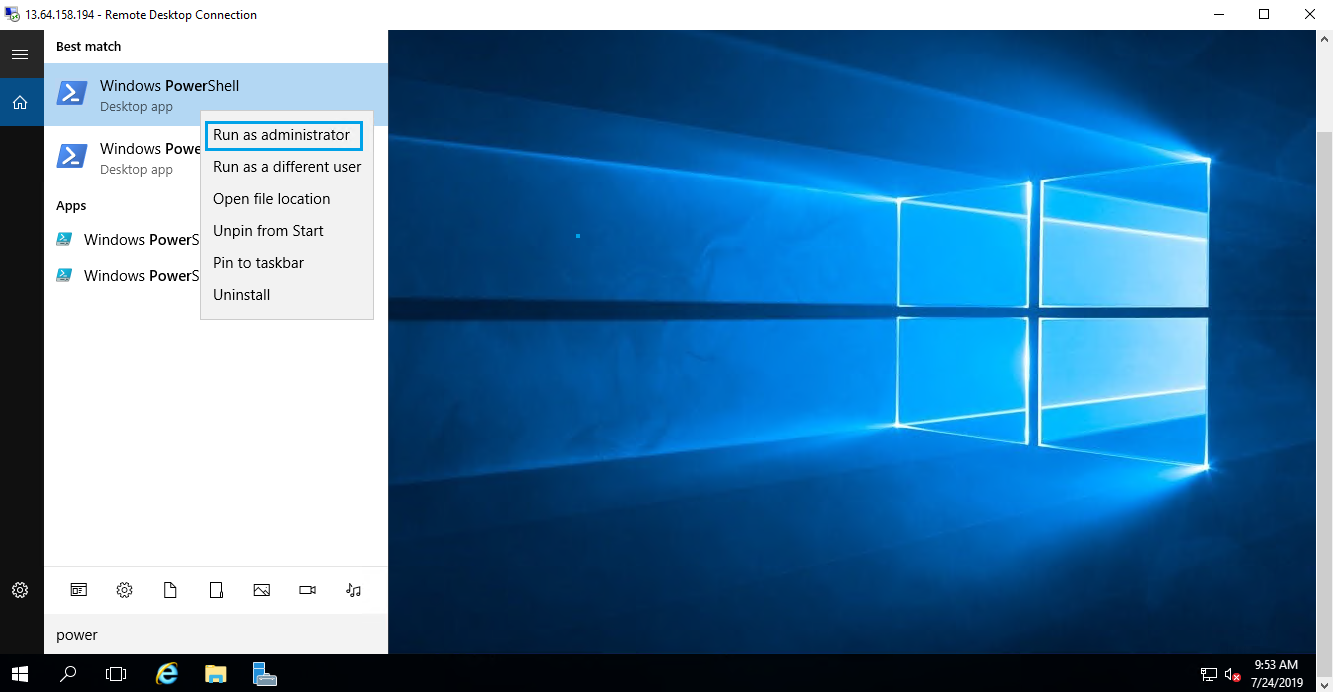 13.64.158.194 - Remote Desktop Connection
Best match
Windows PowerShell
Desktop app
Run as administrator
Windows Powe
Desktop app
Run as a different user
Open file location
Apps
Unpin from Start
Windows PowerS
Pin to taskbar
Windows PowerS
Uninstall
power
9:53 AM
7/24/2019